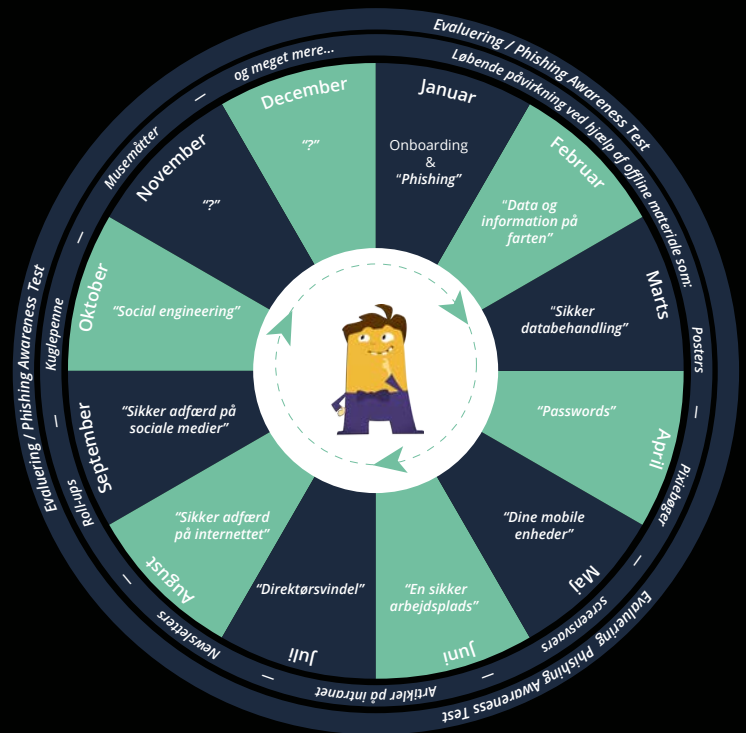 Evaluering / Phishing Awareness Test
Løbende påvirkning ved hjælp af offline materiale som:
Posters
—
Pixiebøger
—
screensvaers
—
Artikler på intranet
—
Newsletters
—
Roll-ups
—
Kuglepenne
—
Musemåtter
—
og meget mere...
Evaluering Phishing Awareness Test
Evaluering / Phishing Awareness Test
Januar
Onboarding
&
"Phishing”
Februar
"Data og
information på
farten”
Marts
"Sikker
databehandling”
April
“Passwords”
Maj
“Dine mobile
enheder”
Juni
“En sikker
arbejdsplads”
Juli
“Direktørsvindel”
August
“Sikker adfærd
på internettet”
September
“Sikker adfærd på
sociale medier”
Oktober
“Social engineering”
November
“?”
December
“?”